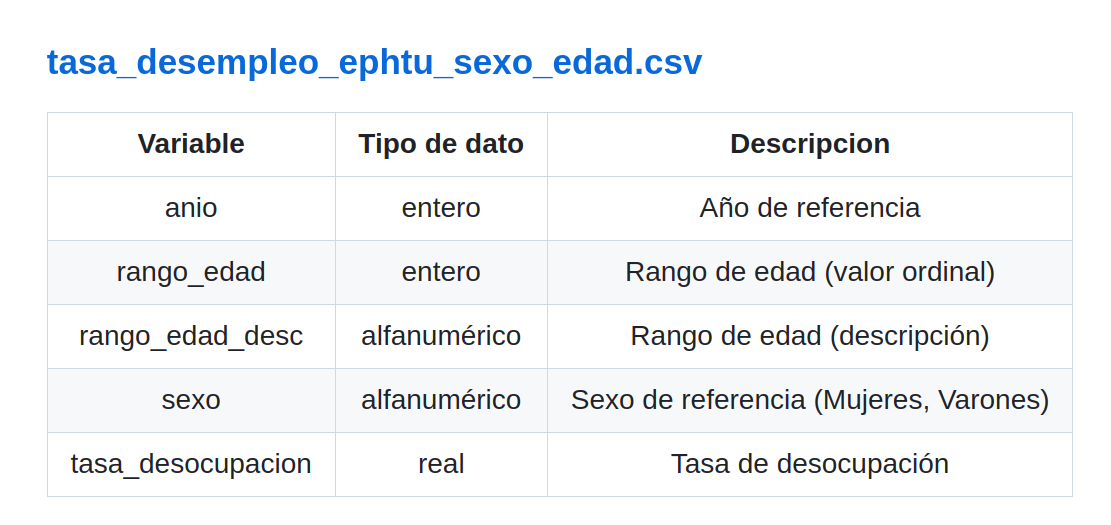 tasa_desempleo_ephtu_sexo_edad.csv
Variable Tipo de dato Descripcion
anio entero Año de referencia
rango_edad entero Rango de edad (valor ordinal)
rango_edad_desc alfanumérico Rango de edad (descripción)
sexo alfanumérico Sexo de referencia (Mujeres, Varones)
tasa_desocupacion real Tasa de desocupación